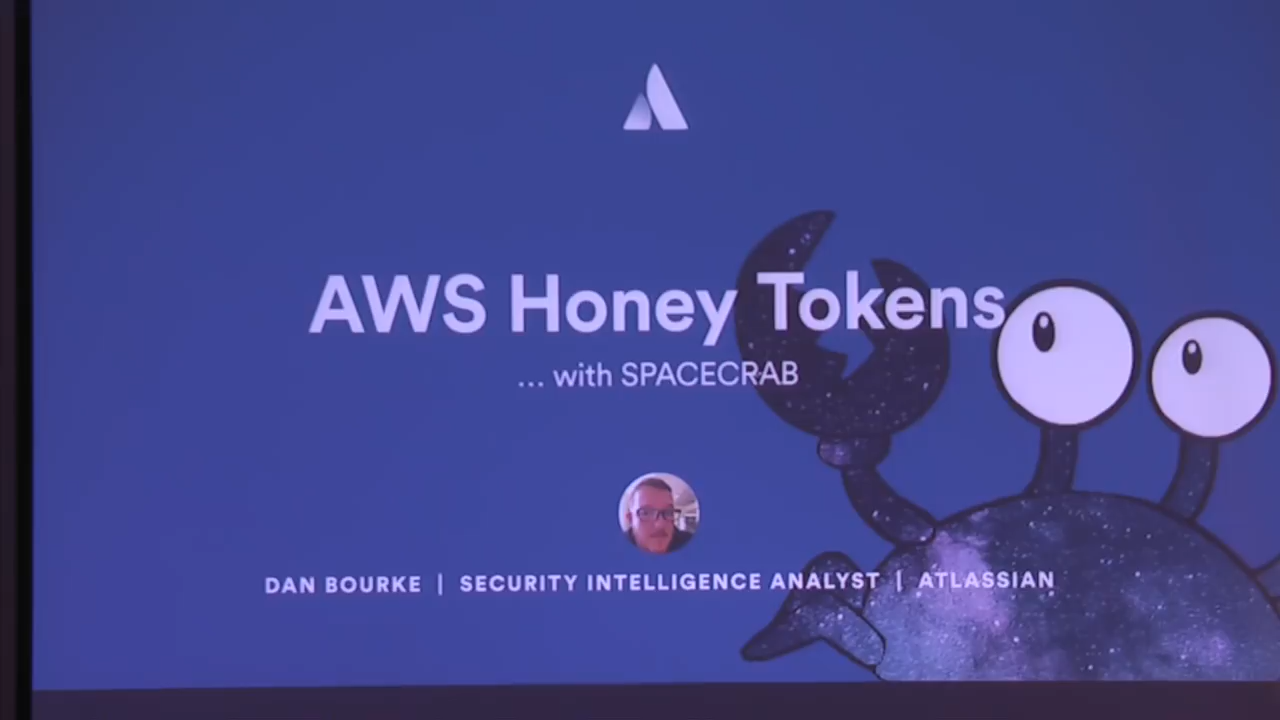 AWS Honey Tokens
... with SPACECRAB
DAN BOURKE | SECURITY INTELLIGENCE ANALYST | ATLASSIAN